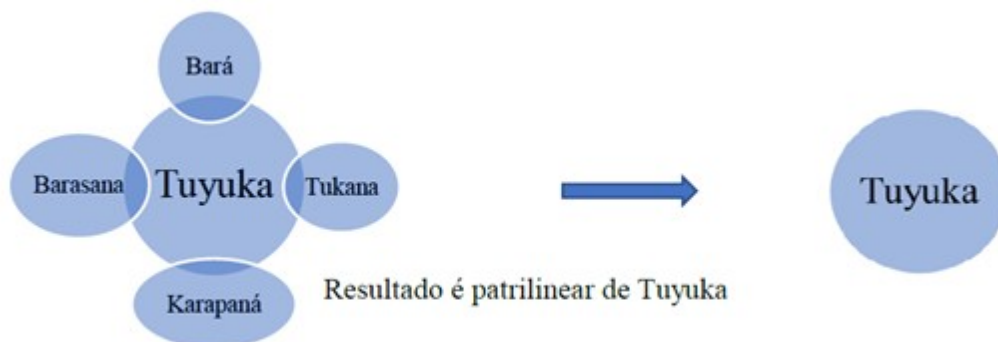 Bará
Barasana
Tuyuka
Tukana
Karapaná
Resultado é patrilinear de Tuyuka
Tuyuka